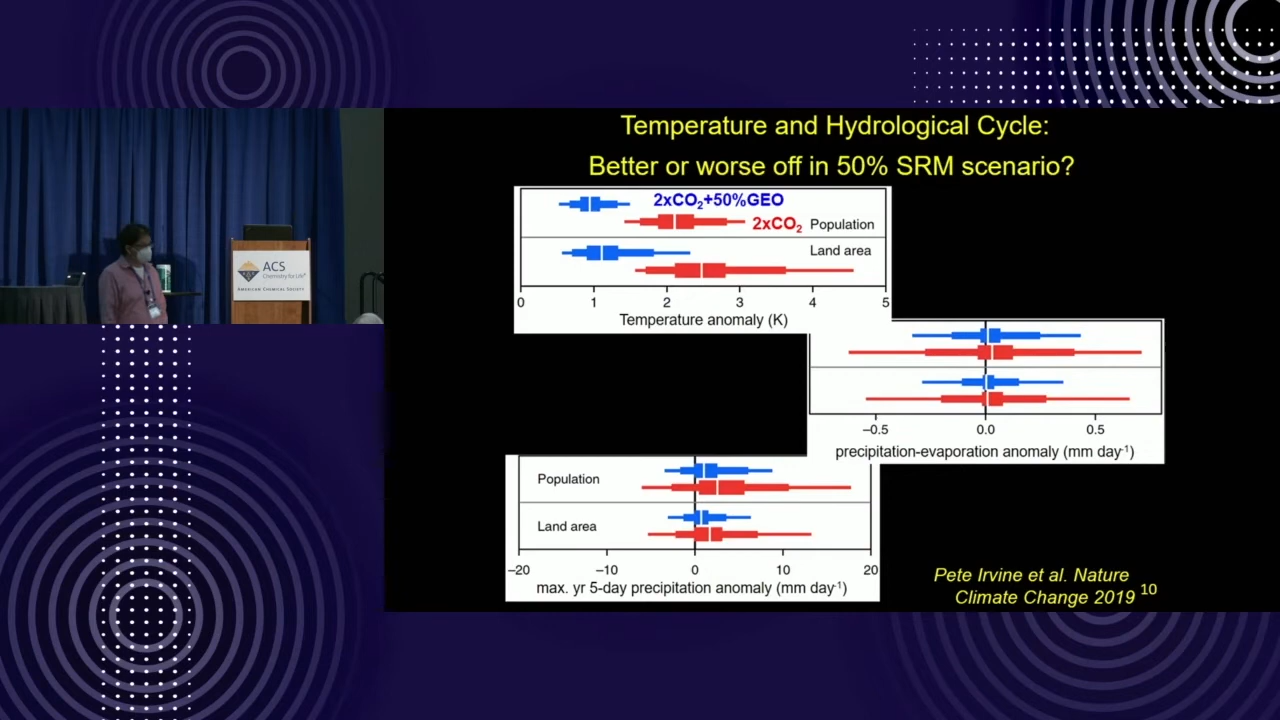 Temperature and Hydrological Cycle:
Better or worse off in 50% SRM scenario?
2xCO₂+50%GEO
2xCO₂ Population
Land area
0 1 2 3 4 5
Temperature anomaly (K)
−0.5 0.0 0.5
precipitation-evaporation anomaly (mm day⁻¹)
Population
Land area
−20 −10 0 10 20
max. yr 5-day precipitation anomaly (mm day⁻¹)
Pete Irvine et al. Nature
Climate Change 2019 10
ACS
Chemistry for Life®
AMERICAN CHEMICAL SOCIETY